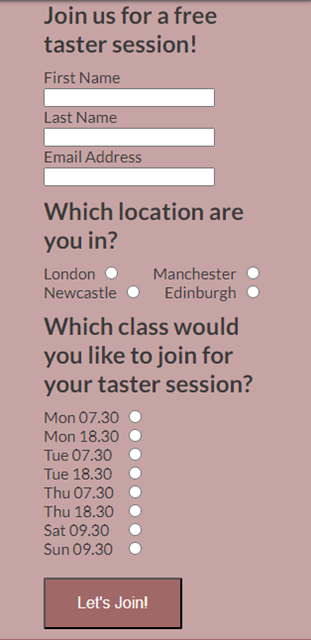 Join us for a free
taster session!
First Name
Last Name
Email Address
Which location are
you in?
London Manchester
Newcastle Edinburgh
Which class would
you like to join for
your taster session?
Mon 07.30
Mon 18.30
Tue 07.30
Tue 18.30
Thu 07.30
Thu 18.30
Sat 09.30
Sun 09.30
Let's Join!